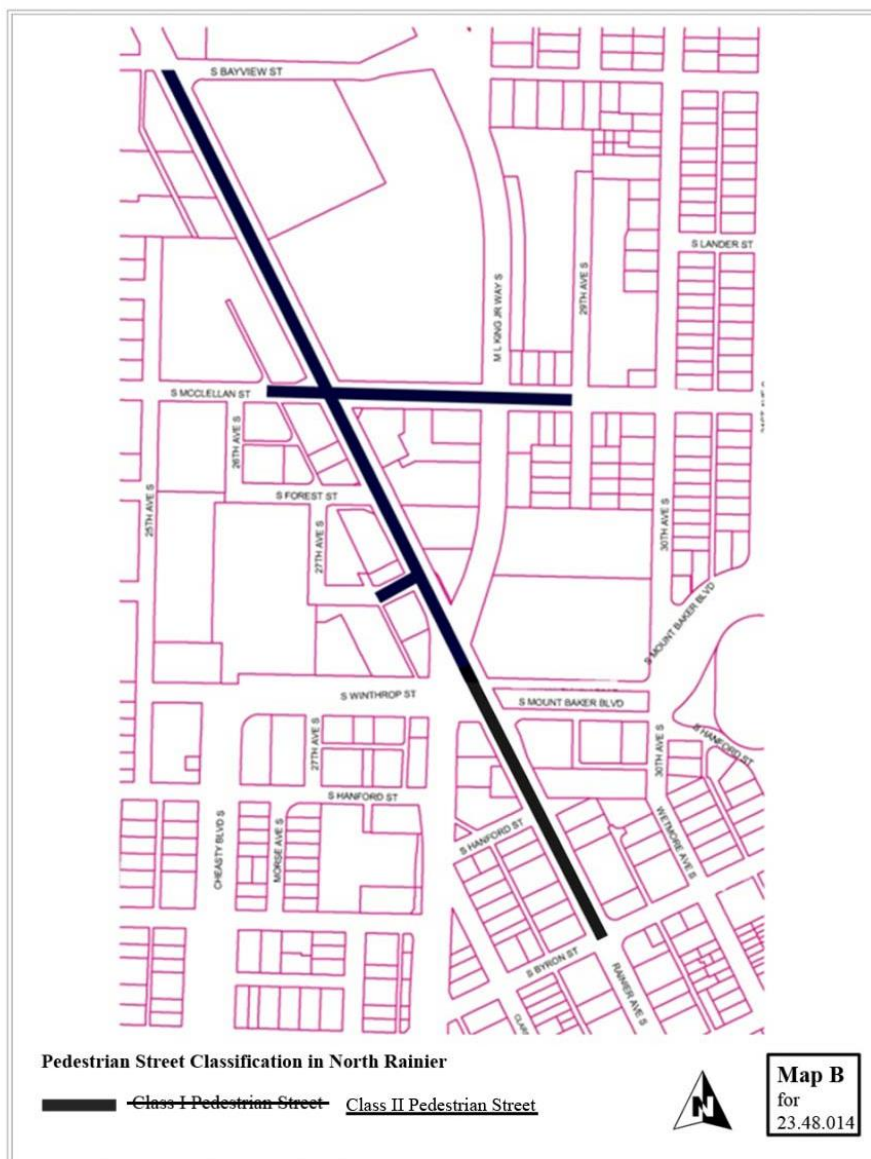 S BAYVIEW ST
S LANDER ST
M L KING JR WAY S
29TH AVE S
S MCCLELLAN ST
26TH AVE S
S FOREST ST
25TH AVE S
27TH AVE S
30TH AVE S
S MOUNT BAKER BLVD
S WINTHROP ST
S MOUNT BAKER BLVD
27TH AVE S
30TH AVE S
S HANFORD ST
S HANFORD ST
S HANFORD ST
WETMORE AVE S
CHEASTY BLVD S
MORSE AVE S
S BYRON ST
RAINIER AVE S
Pedestrian Street Classification in North Rainier
Class I Pedestrian Street Class II Pedestrian Street
N
Map B
for
23.48.014